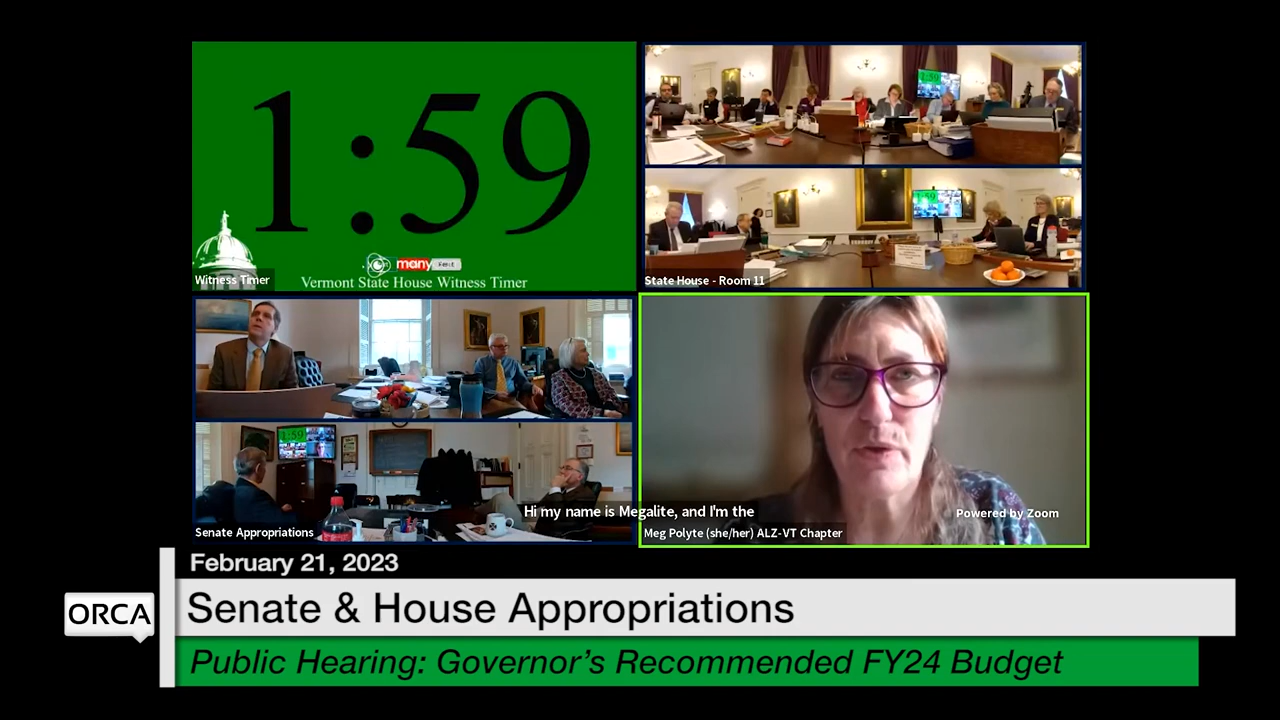 1:59
Witness Timer
many
Vermont State House Witness Timer
State House - Room 11
Senate Appropriations
Hi my name is Megalite, and I'm the
Powered by Zoom
Meg Polyte (she/her) ALZ-VT Chapter
February 21, 2023
ORCA
Senate & House Appropriations
Public Hearing: Governor's Recommended FY24 Budget